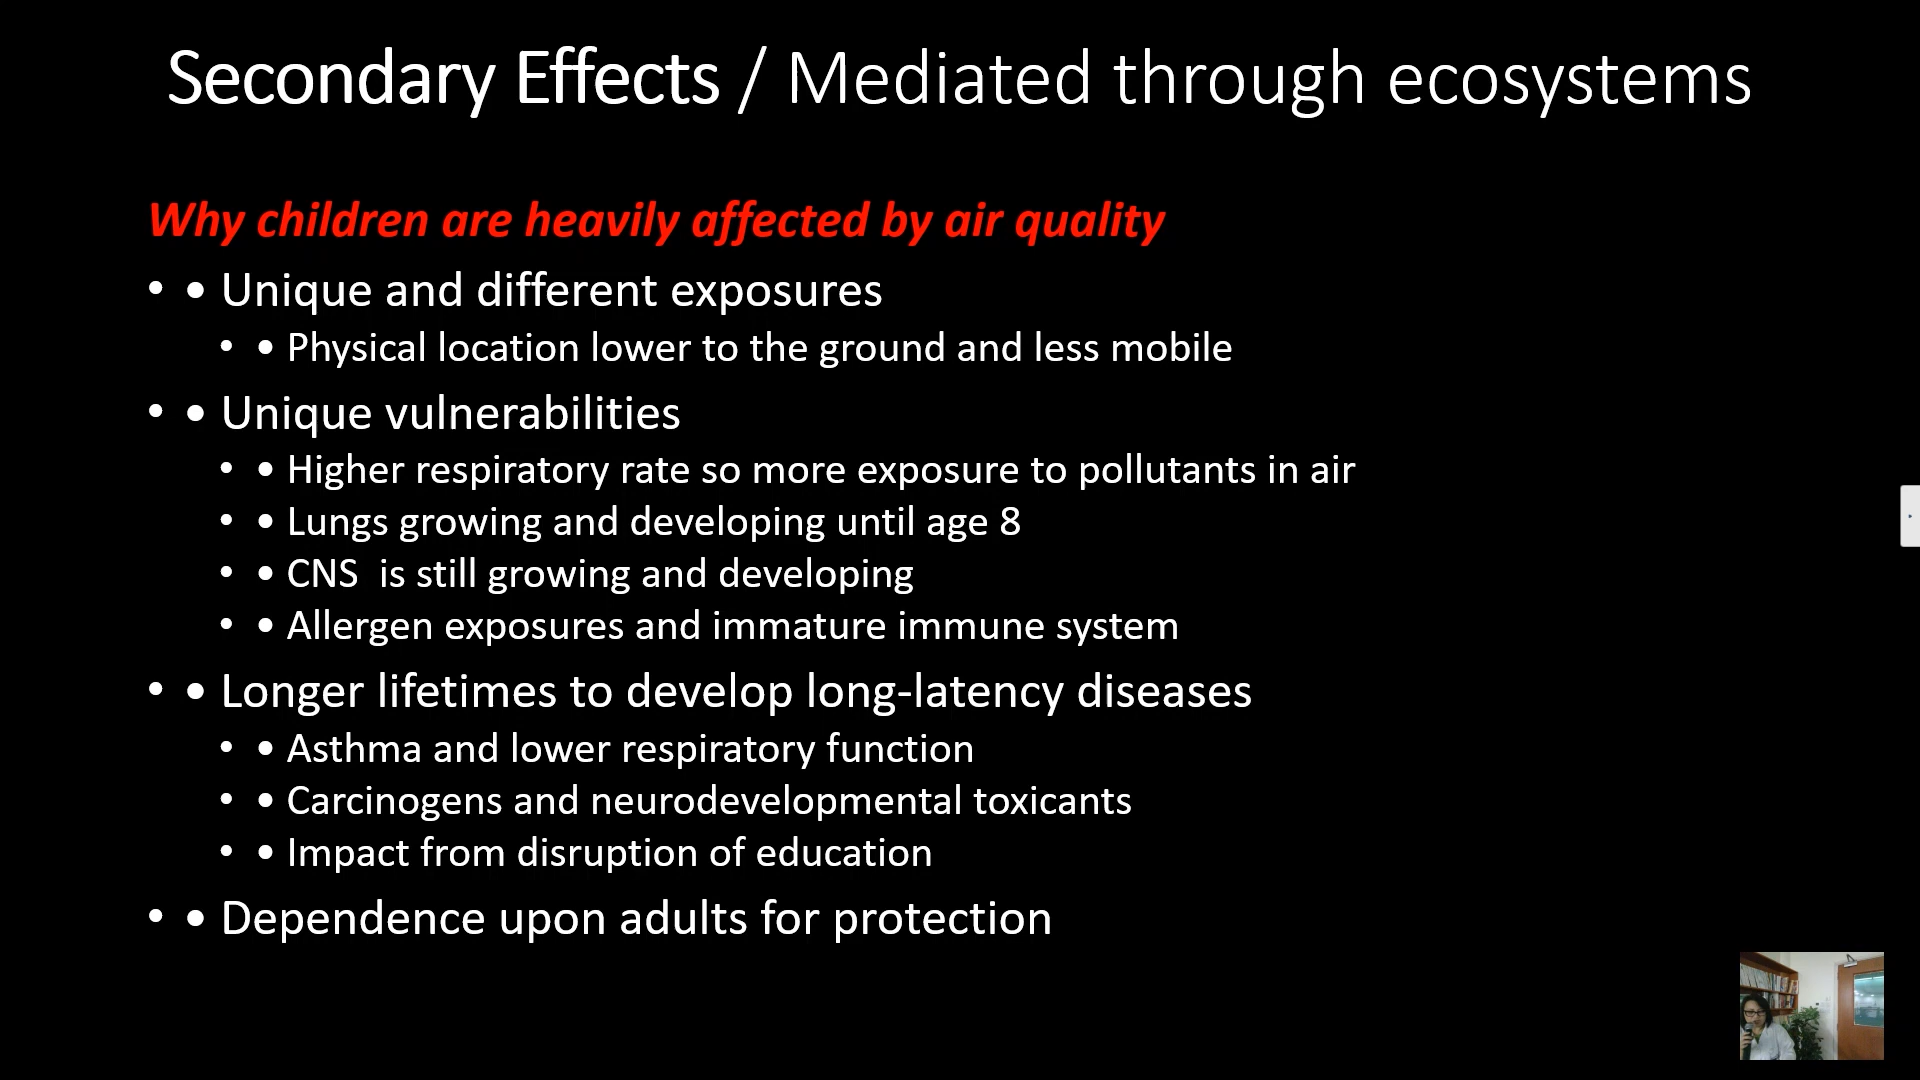 Secondary Effects / Mediated through ecosystems
Why children are heavily affected by air quality
• • Unique and different exposures
• • Physical location lower to the ground and less mobile
• • Unique vulnerabilities
• • Higher respiratory rate so more exposure to pollutants in air
• • Lungs growing and developing until age 8
• • CNS  is still growing and developing
• • Allergen exposures and immature immune system
• • Longer lifetimes to develop long-latency diseases
• • Asthma and lower respiratory function
• • Carcinogens and neurodevelopmental toxicants
• • Impact from disruption of education
• • Dependence upon adults for protection